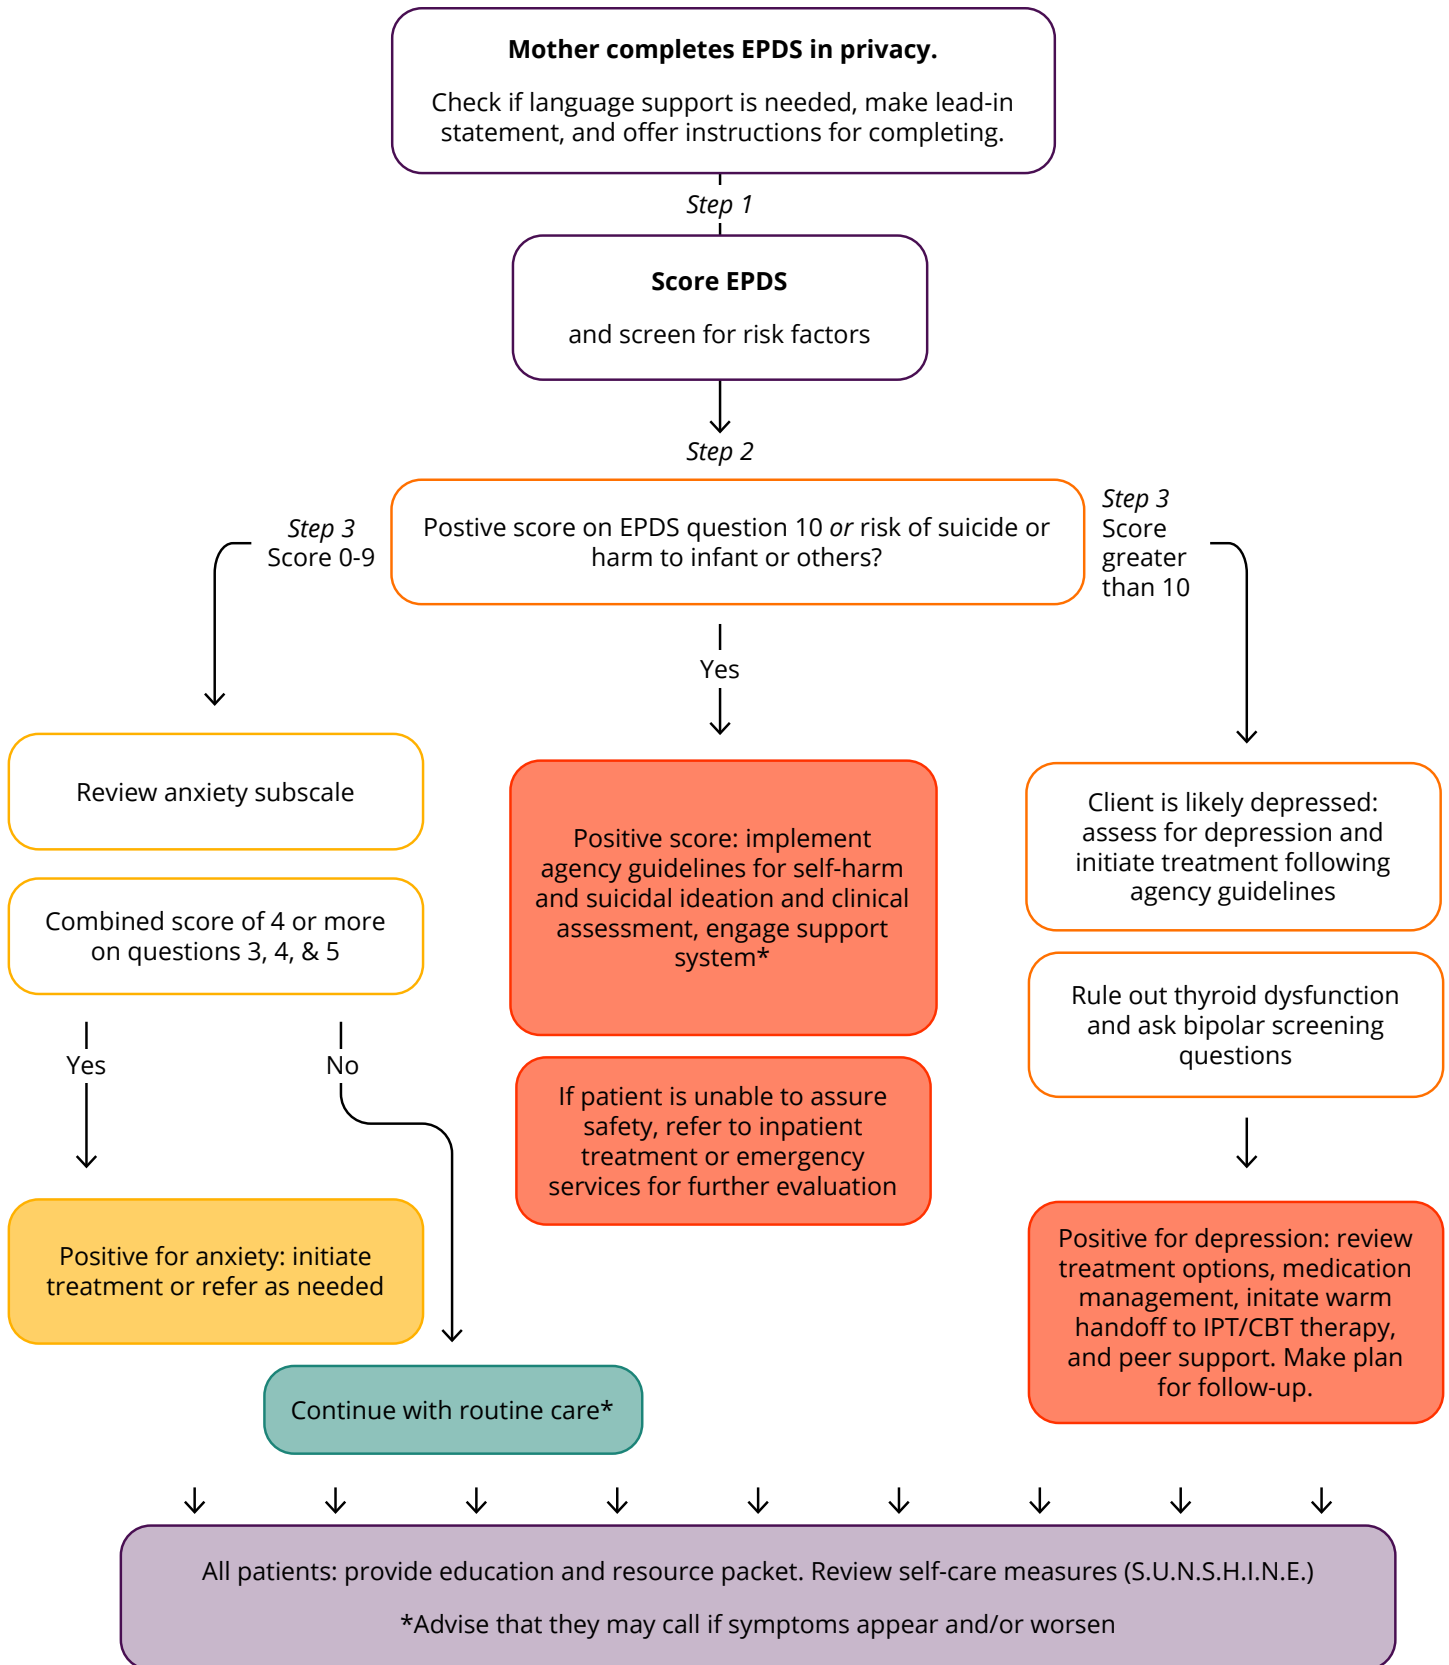 Mother completes EPDS in privacy.
Check if language support is needed, make lead-in
statement, and offer instructions for completing.
Step 1
Score EPDS
and screen for risk factors
Step 2
Postive score on EPDS question 10 or risk of suicide or
harm to infant or others?
Step 3
Score 0-9
Step 3
Score
greater
than 10
Yes
Review anxiety subscale
Combined score of 4 or more
on questions 3, 4, & 5
Yes
No
Positive for anxiety: initiate
treatment or refer as needed
Continue with routine care*
Positive score: implement
agency guidelines for self-harm
and suicidal ideation and clinical
assessment, engage support
system*
If patient is unable to assure
safety, refer to inpatient
treatment or emergency
services for further evaluation
Client is likely depressed:
assess for depression and
initiate treatment following
agency guidelines
Rule out thyroid dysfunction
and ask bipolar screening
questions
Positive for depression: review
treatment options, medication
management, initate warm
handoff to IPT/CBT therapy,
and peer support. Make plan
for follow-up.
All patients: provide education and resource packet. Review self-care measures (S.U.N.S.H.I.N.E.)
*Advise that they may call if symptoms appear and/or worsen